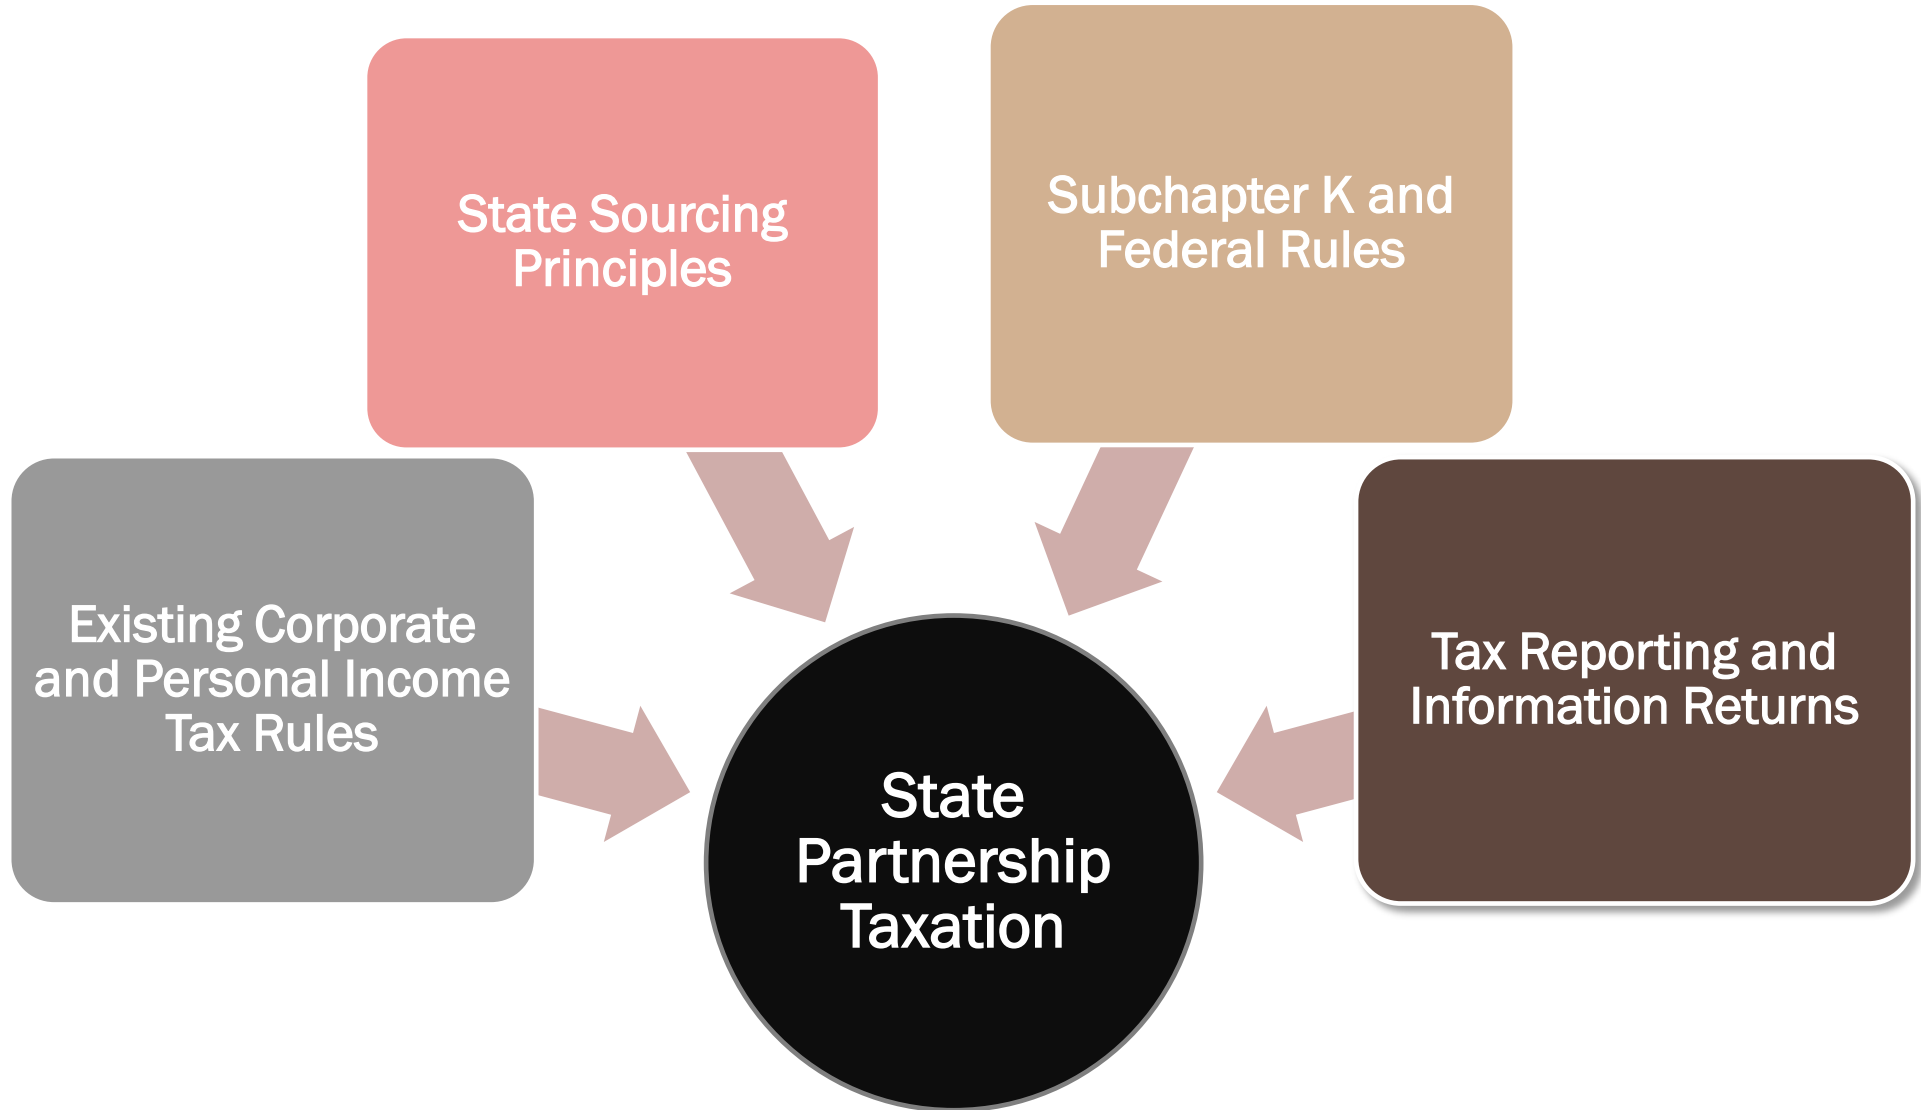 State Sourcing
Principles
Subchapter K and
Federal Rules
Existing Corporate
and Personal Income
Tax Rules
Tax Reporting and
Information Returns
State
Partnership
Taxation